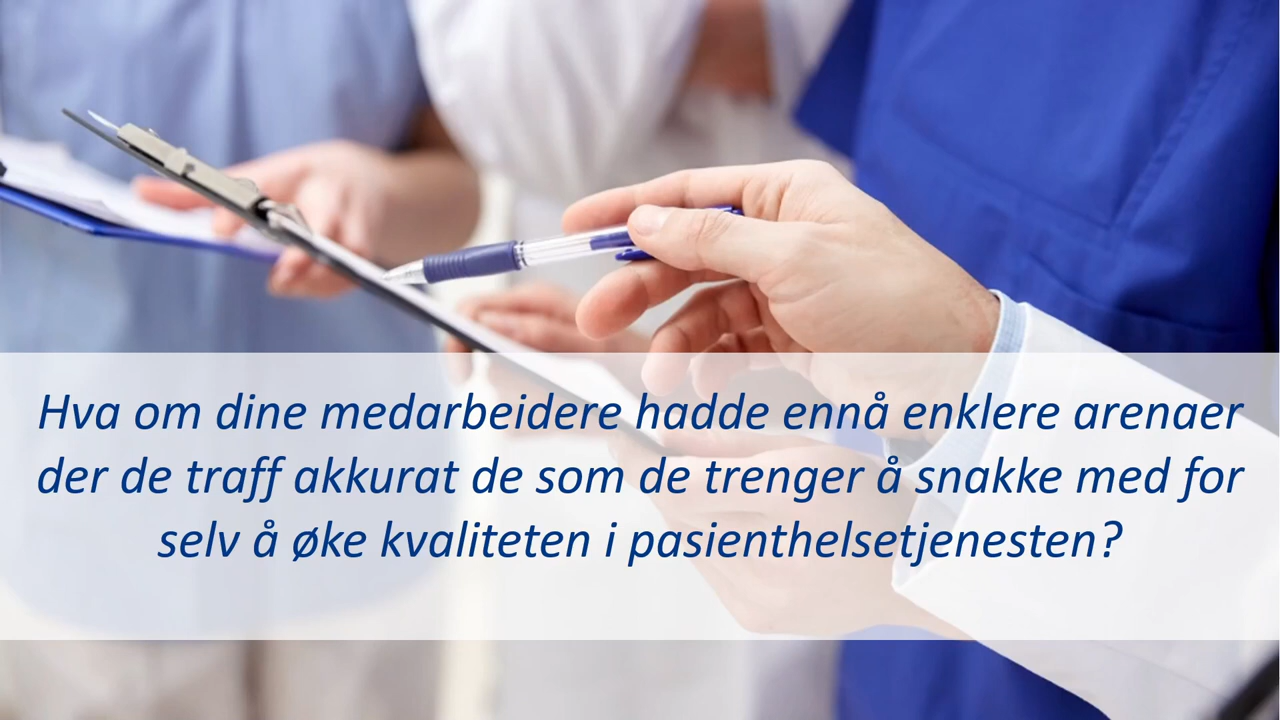 Hva om dine medarbeidere hadde ennå enklere arenaer
der de traff akkurat de som de trenger å snakke med for
selv å øke kvaliteten i pasienthelsetjenesten?